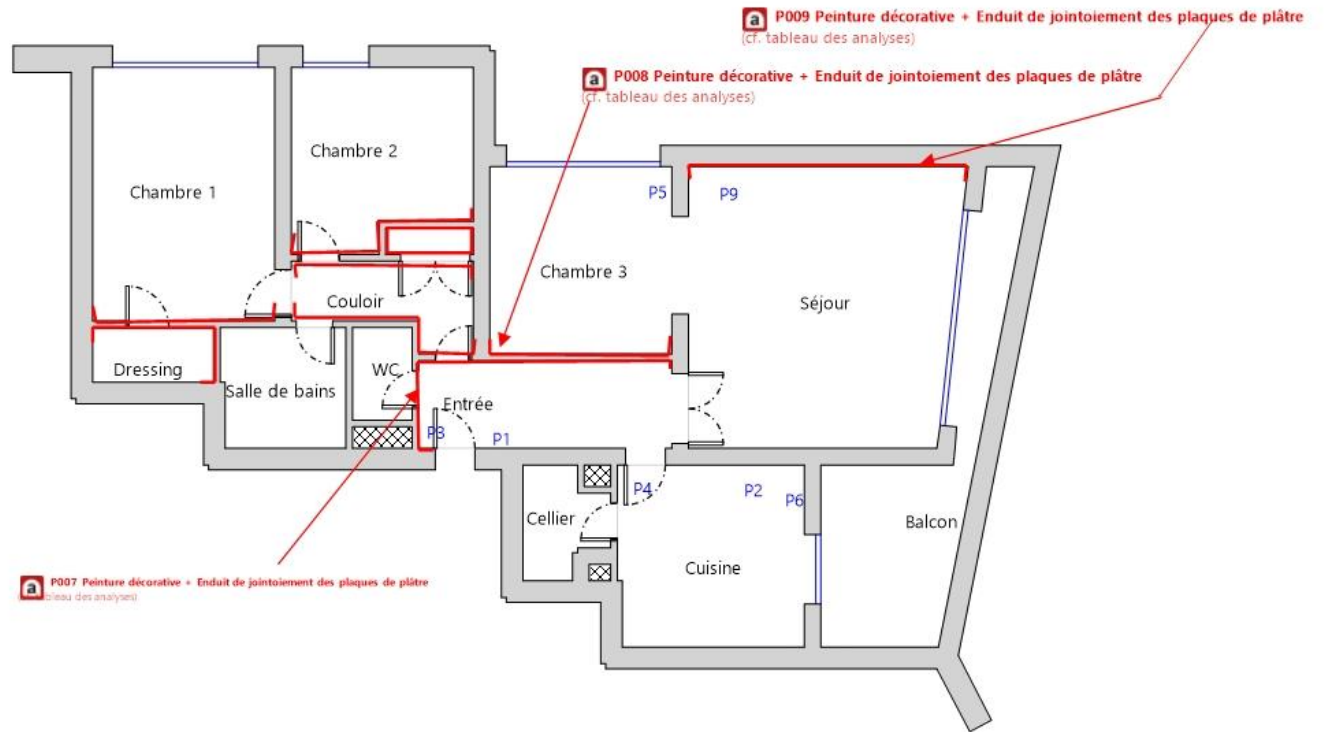 a P009 Peinture décorative + Enduit de jointoiement des plaques de plâtre
(cf. tableau des analyses)
a P008 Peinture décorative + Enduit de jointoiement des plaques de plâtre
(cf. tableau des analyses)
Chambre 2
Chambre 1
P5
P9
Chambre 3
Couloir
Séjour
Dressing
WC
Salle de bains
Entrée
P3
P1
P4
P2
P6
Cellier
Balcon
Cuisine
a P007 Peinture décorative + Enduit de jointoiement des plaques de plâtre
tableau des analyses)